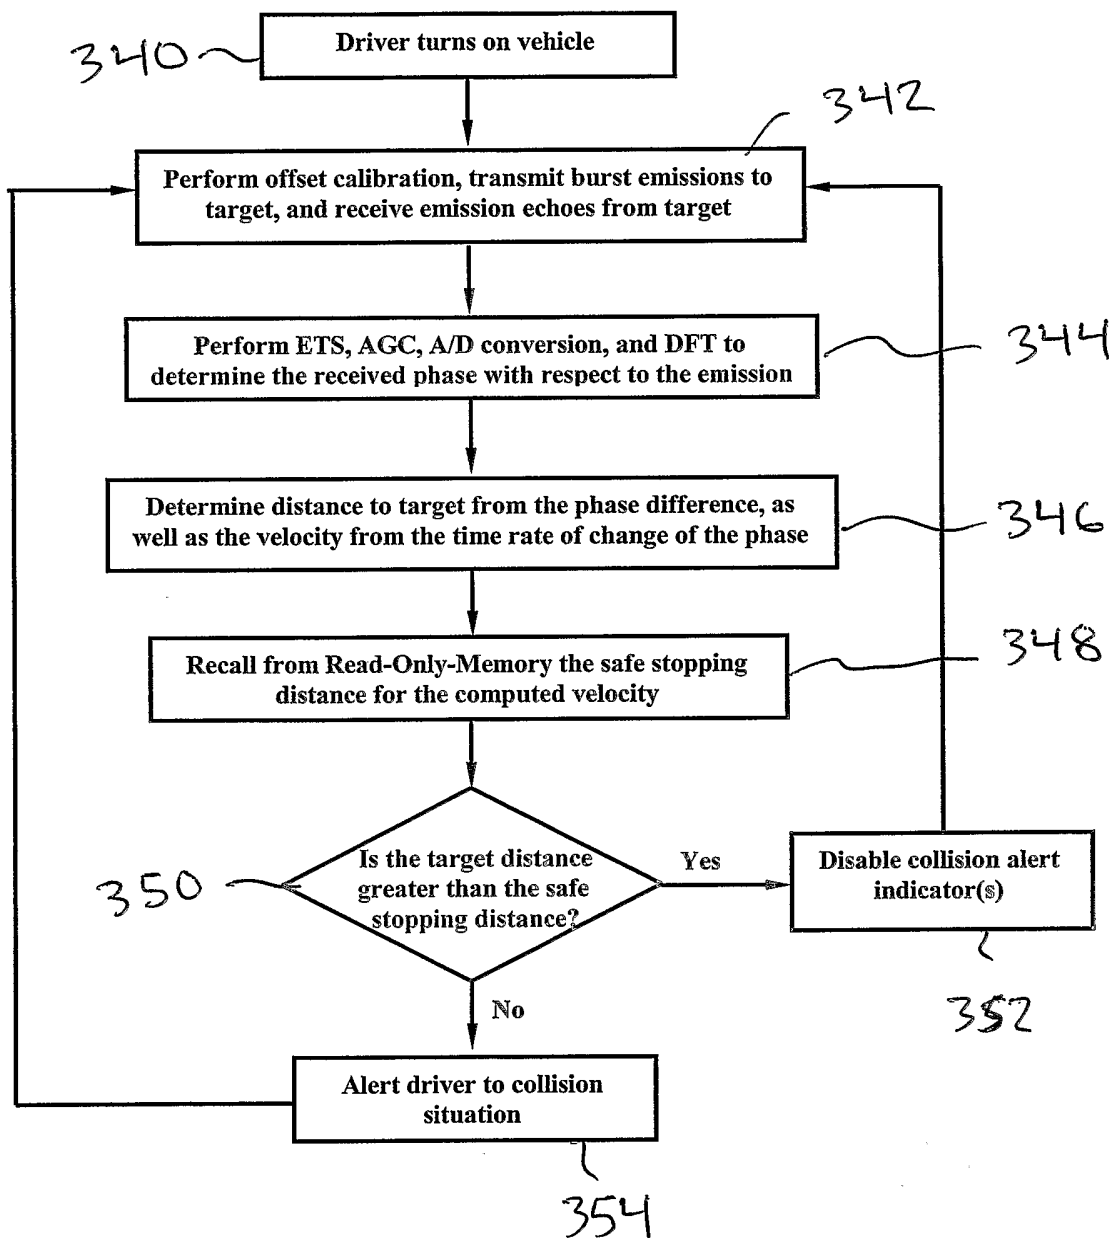 340
Driver turns on vehicle
342
Perform offset calibration, transmit burst emissions to
target, and receive emission echoes from target
Perform ETS, AGC, A/D conversion, and DFT to
determine the received phase with respect to the emission
344
Determine distance to target from the phase difference, as
well as the velocity from the time rate of change of the phase
346
Recall from Read-Only-Memory the safe stopping
distance for the computed velocity
348
350
Is the target distance
greater than the safe
stopping distance?
Yes
Disable collision alert
indicator(s)
352
No
Alert driver to collision
situation
354